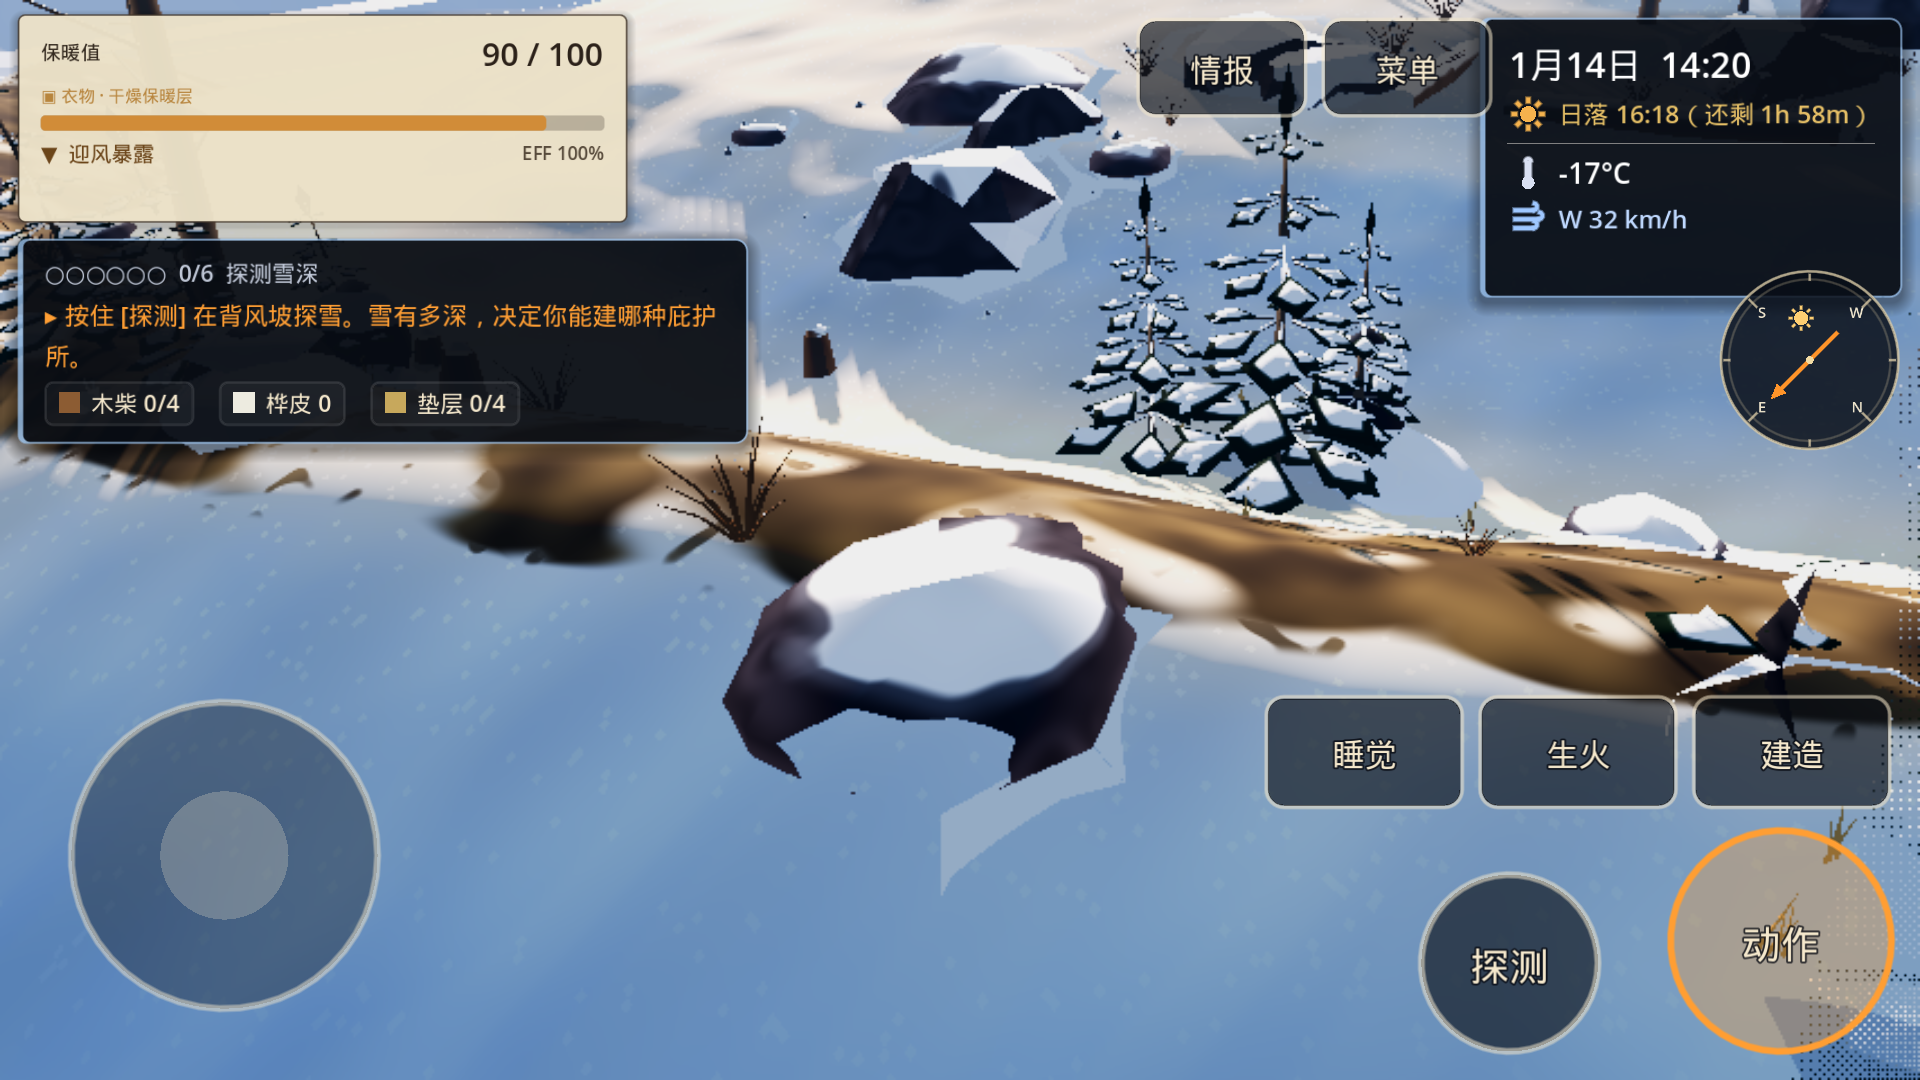 保暖值
90 / 100
衣物 · 干燥保暖层
▼ 迎风暴露
EFF 100%
0/6 探测雪深
▸ 按住 [探测] 在背风坡探雪。雪有多深，决定你能建哪种庇护
所。
木柴 0/4
桦皮 0
垫层 0/4
情报
菜单
1月14日 14:20
日落 16:18（还剩 1h 58m）
-17°C
W 32 km/h
S
W
E
N
睡觉
生火
建造
探测
动作